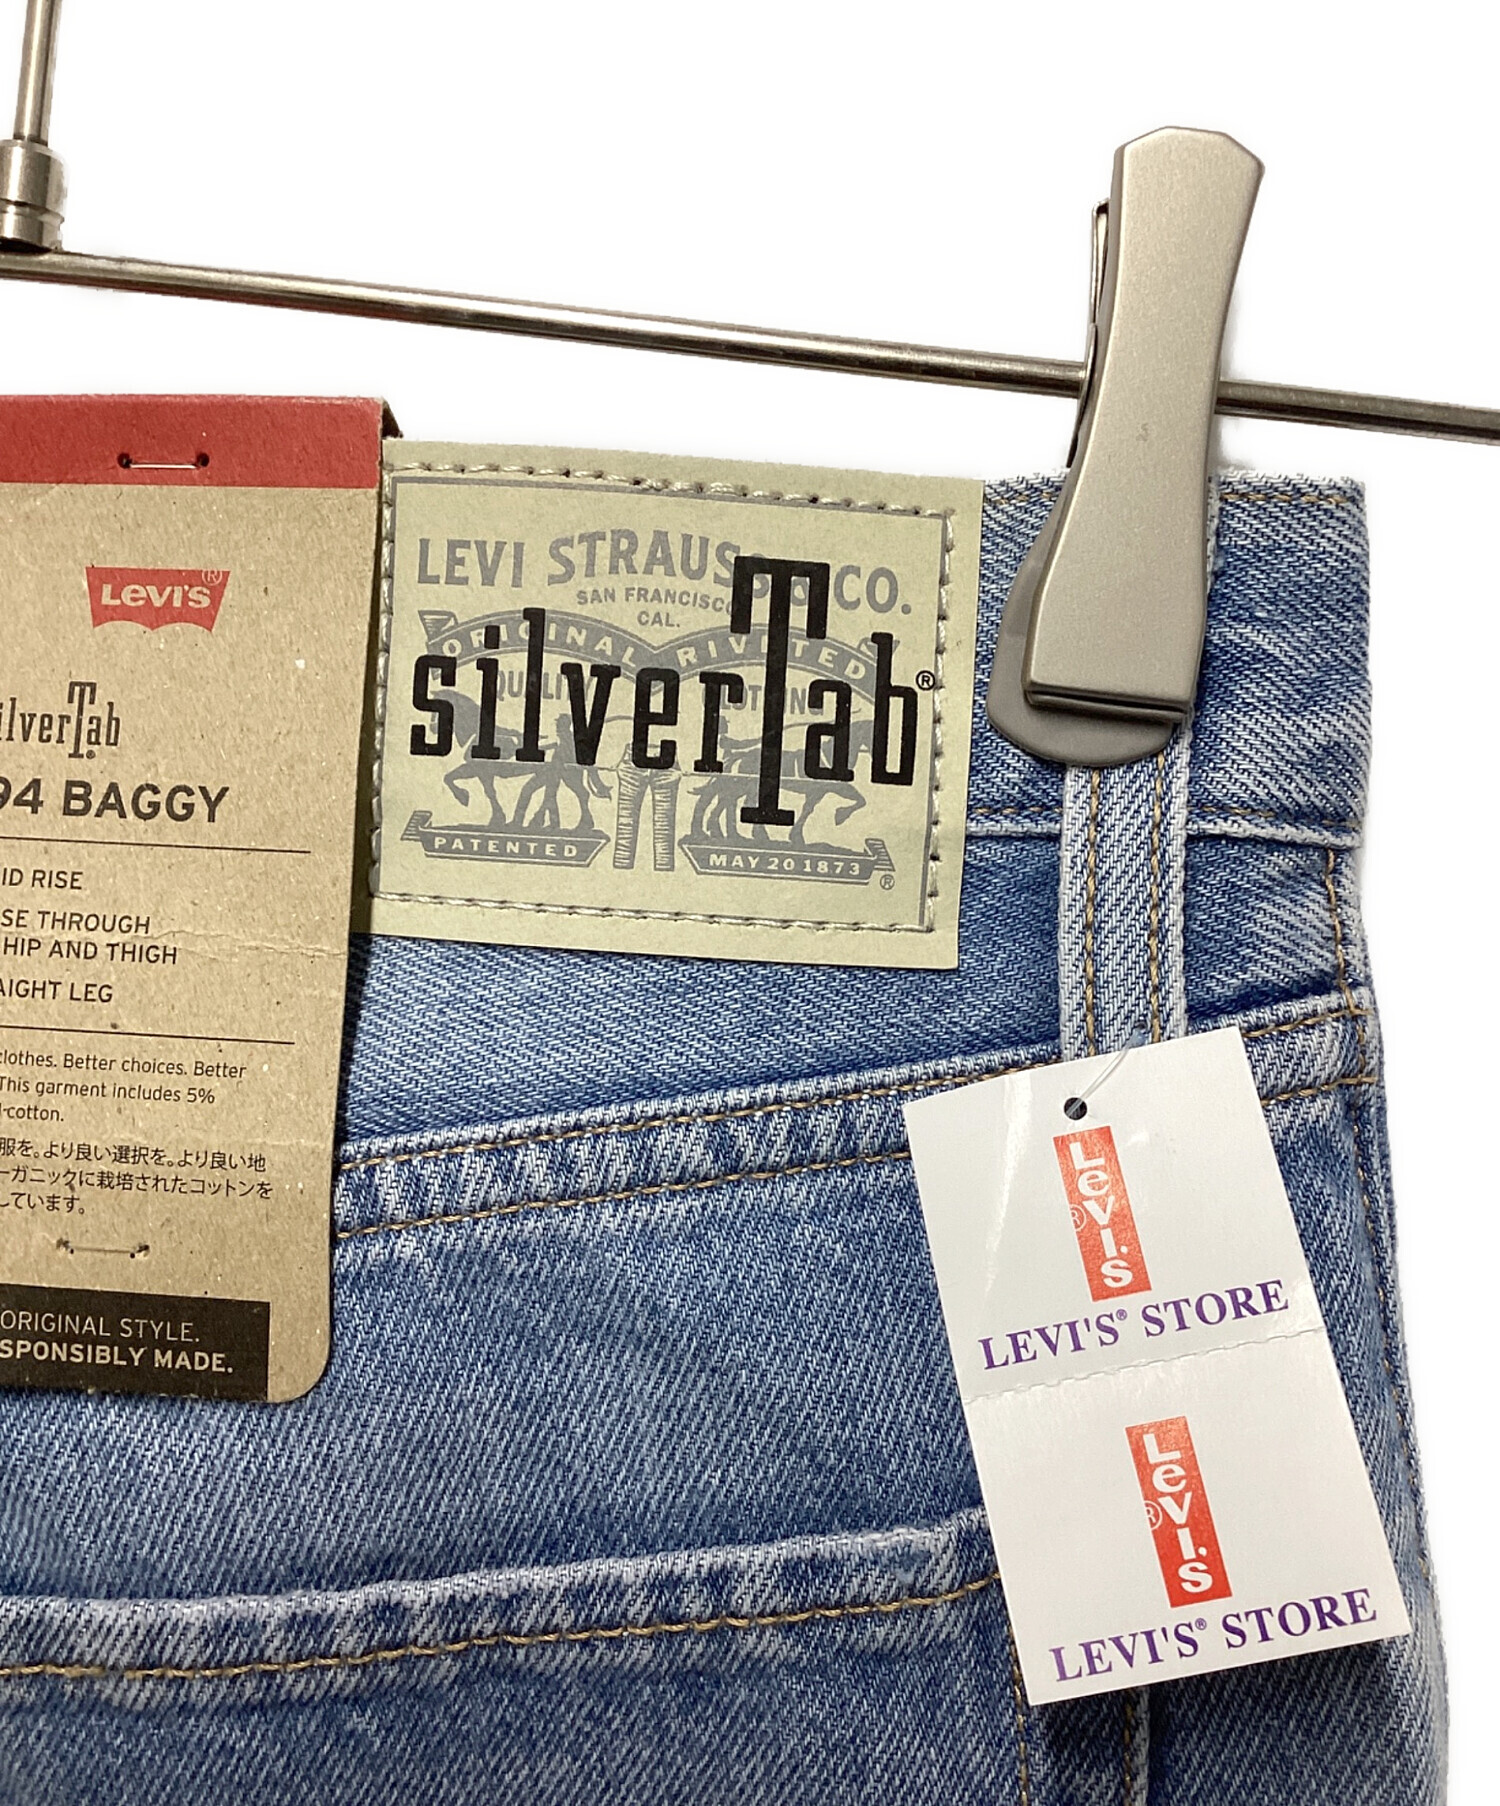 Levi's®
silverTab®
94 BAGGY
ID RISE
SE THROUGH
HIP AND THIGH
AIGHT LEG
clothes. Better choices. Better
This garment includes 5%
cotton.
服を。より良い選択を。より良い地
ーガニックに栽培されたコットンを
しています。
ORIGINAL STYLE.
SPONSIBLY MADE.
LEVI STRAUSS & CO.
SAN FRANCISCO
CAL.
ORIGINAL RIVETED
QUALITY CLOTHING
silverTab®
PATENTED MAY 20 1873 ®
Levi's®
LEVI'S® STORE
Levi's®
LEVI'S® STORE